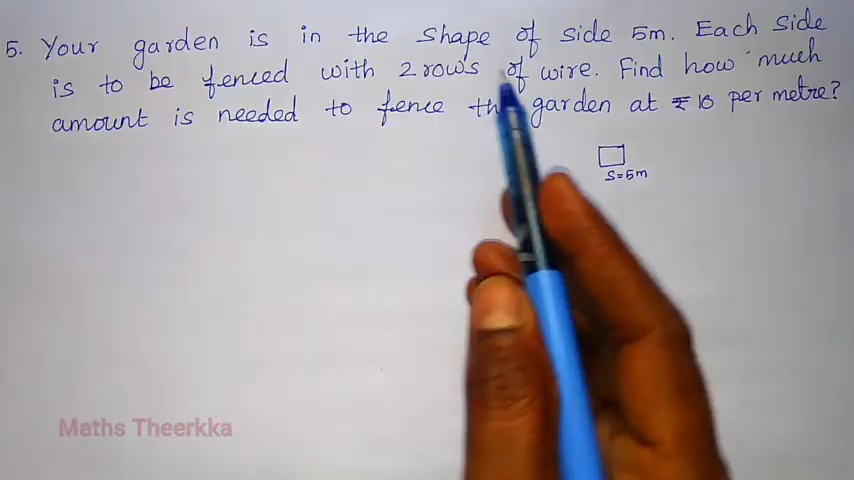 5. Your garden is in the shape of side 5m. Each side
is to be fenced with 2 rows of wire. Find how much
amount is needed to fence the garden at ₹ 10 per metre?
S=5m
Maths Theerkka